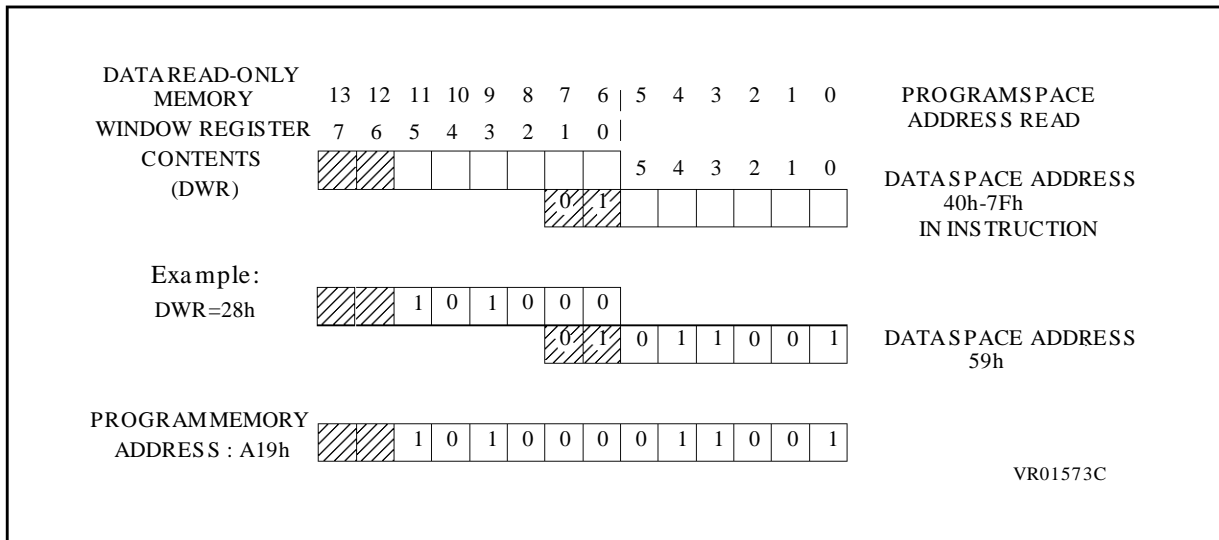 DATA READ-ONLY
MEMORY 13 12 11 10 9 8 7 6 5 4 3 2 1 0 PROGRAM SPACE
ADDRESS READ
WINDOW REGISTER 7 6 5 4 3 2 1 0
CONTENTS
(DWR)
5 4 3 2 1 0
0 1
DATA SPACE ADDRESS
40h-7Fh
IN INSTRUCTION
Example:
DWR=28h
1 0 1 0 0 0
0 1 0 1 1 0 0 1
DATA SPACE ADDRESS
59h
PROGRAM MEMORY
ADDRESS : A19h
1 0 1 0 0 0 0 1 1 0 0 1
VR01573C